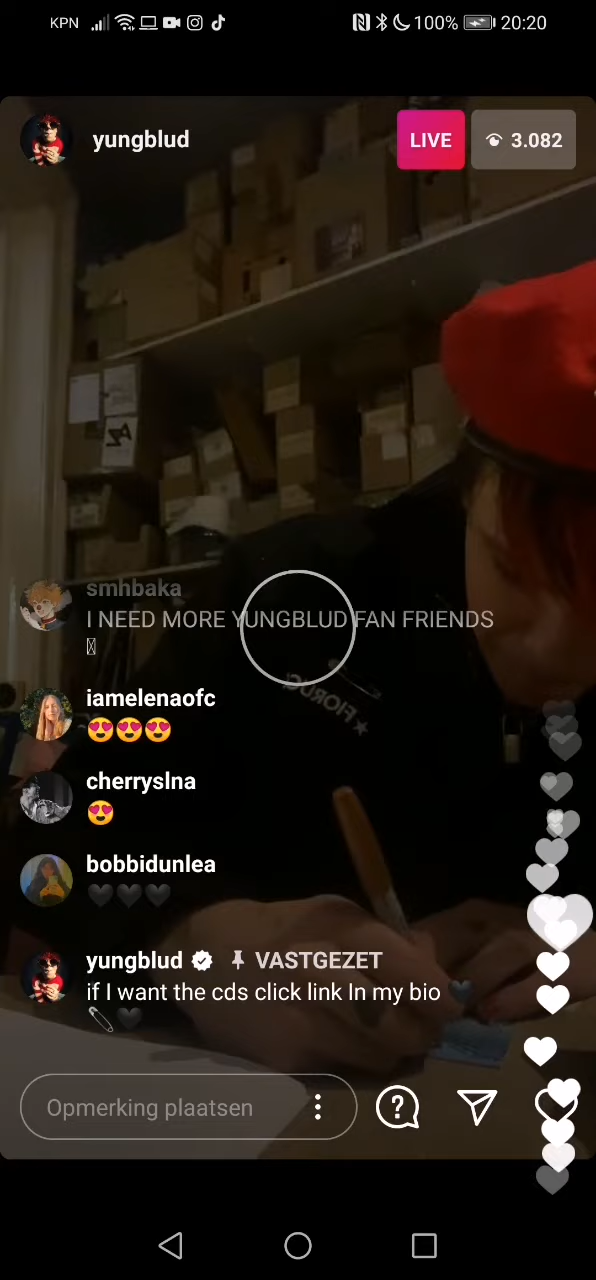 KPN 100% 20:20
yungblud LIVE 3.082
smhbaka
I NEED MORE YUNGBLUD FAN FRIENDS
FIORUCCI
iamelenaofc
😍😍😍
cherryslna
😍
bobbidunlea
🖤🖤🖤
yungblud VASTGEZET
if I want the cds click link In my bio 🖤
🧷🖤
Opmerking plaatsen